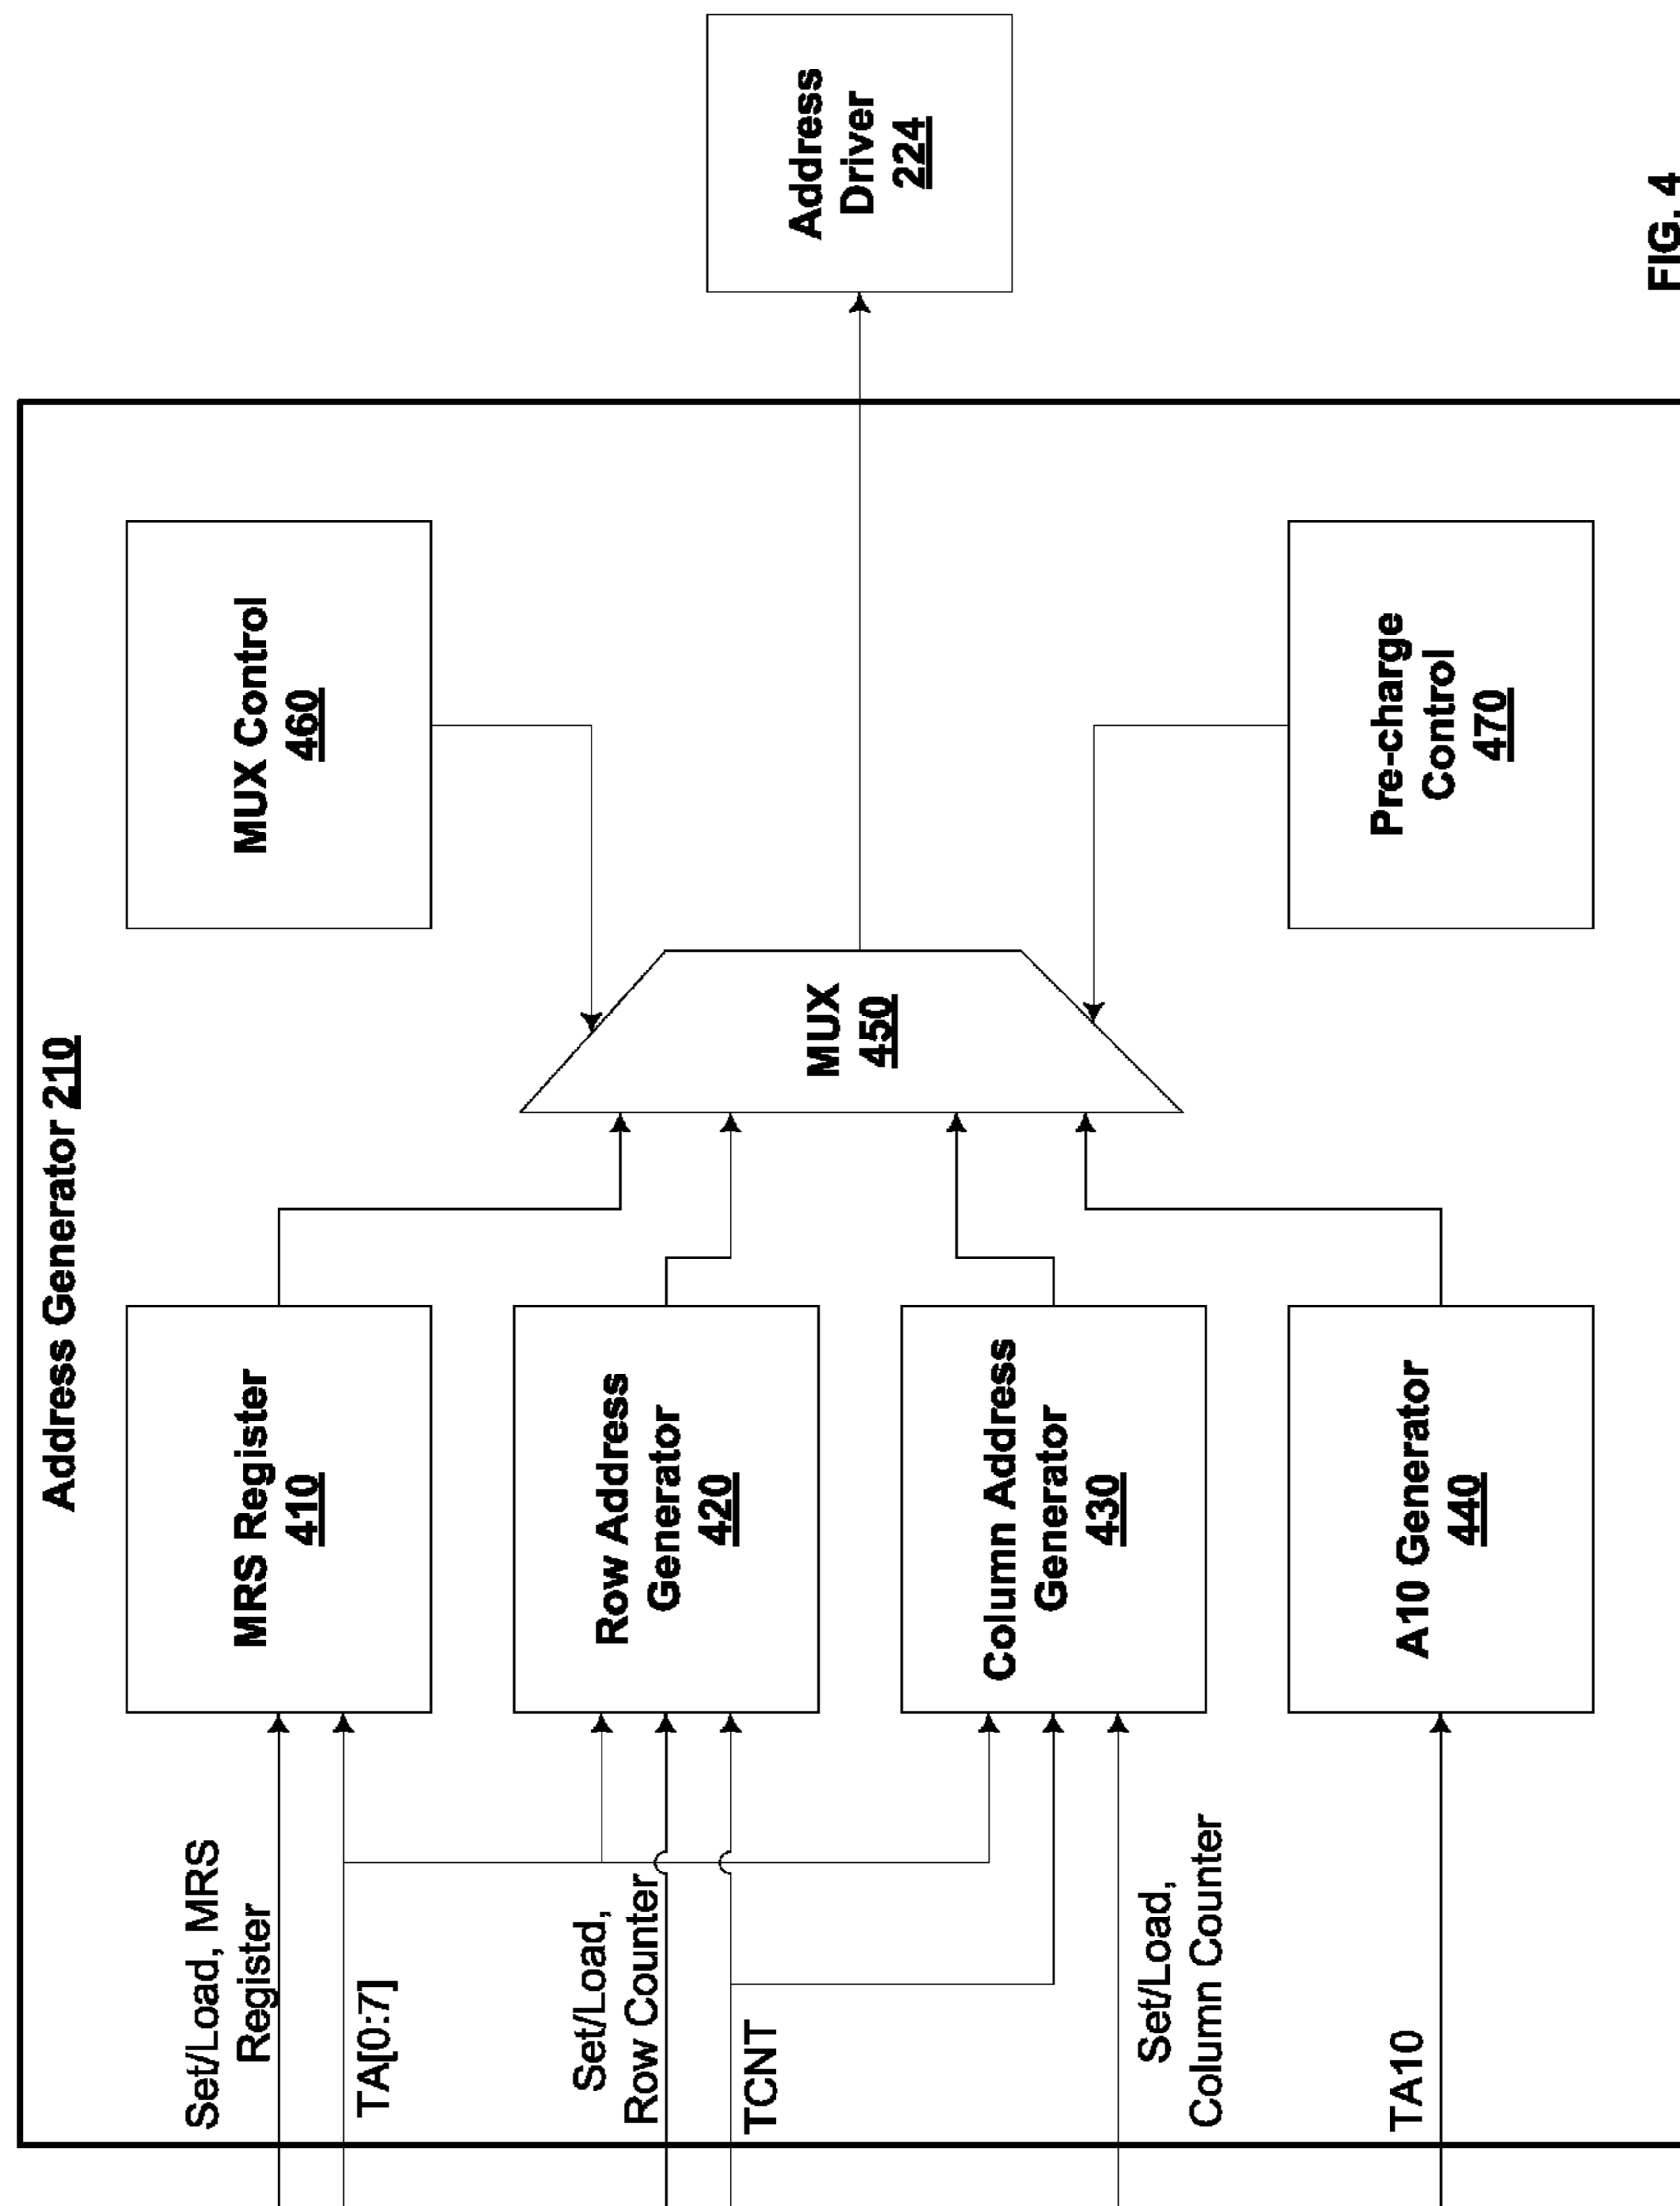 Address Generator 210
Set/Load, MRS
Register
TA[0:7]
Set/Load,
Row Counter
TCNT
Set/Load,
Column Counter
TA10
MRS Register
410
Row Address
Generator
420
Column Address
Generator
430
A10 Generator
440
MUX
450
MUX Control
460
Pre-charge
Control
470
Address
Driver
224
FIG. 4